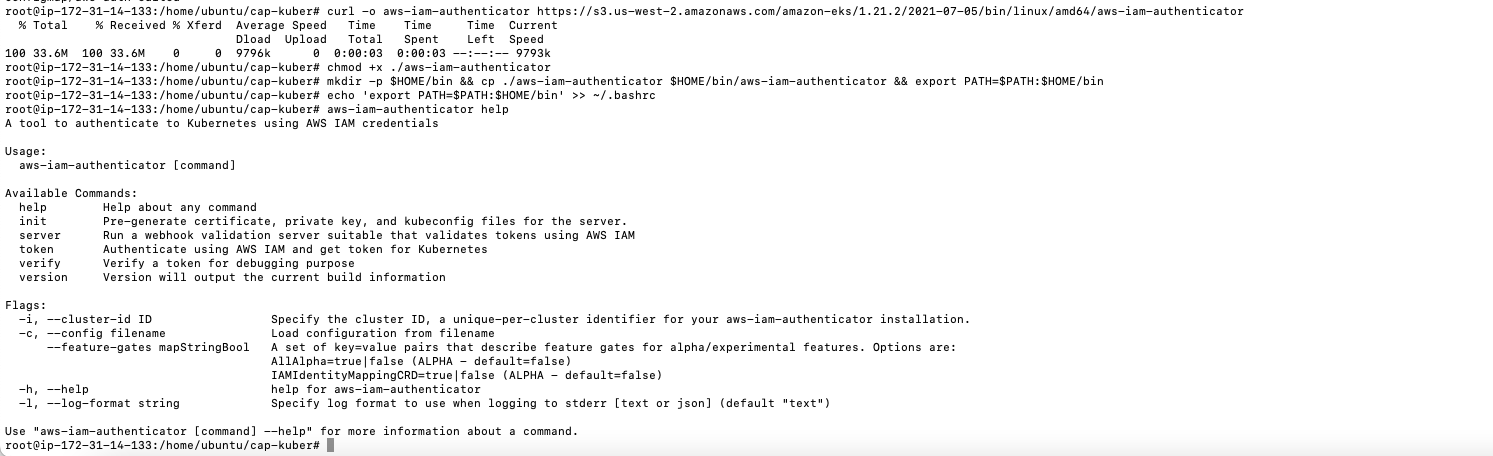 root@ip-172-31-14-133:/home/ubuntu/cap-kuber# curl -o aws-iam-authenticator https://s3.us-west-2.amazonaws.com/amazon-eks/1.21.2/2021-07-05/bin/linux/amd64/aws-iam-authenticator
  % Total    % Received % Xferd  Average Speed   Time    Time     Time  Current
                                 Dload  Upload   Total   Spent    Left  Speed
100 33.6M  100 33.6M    0     0  9796k      0  0:00:03  0:00:03 --:--:-- 9793k
root@ip-172-31-14-133:/home/ubuntu/cap-kuber# chmod +x ./aws-iam-authenticator
root@ip-172-31-14-133:/home/ubuntu/cap-kuber# mkdir -p $HOME/bin && cp ./aws-iam-authenticator $HOME/bin/aws-iam-authenticator && export PATH=$PATH:$HOME/bin
root@ip-172-31-14-133:/home/ubuntu/cap-kuber# echo 'export PATH=$PATH:$HOME/bin' >> ~/.bashrc
root@ip-172-31-14-133:/home/ubuntu/cap-kuber# aws-iam-authenticator help
A tool to authenticate to Kubernetes using AWS IAM credentials

Usage:
  aws-iam-authenticator [command]

Available Commands:
  help        Help about any command
  init        Pre-generate certificate, private key, and kubeconfig files for the server.
  server      Run a webhook validation server suitable that validates tokens using AWS IAM
  token       Authenticate using AWS IAM and get token for Kubernetes
  verify      Verify a token for debugging purpose
  version     Version will output the current build information

Flags:
  -i, --cluster-id ID                 Specify the cluster ID, a unique-per-cluster identifier for your aws-iam-authenticator installation.
  -c, --config filename               Load configuration from filename
      --feature-gates mapStringBool   A set of key=value pairs that describe feature gates for alpha/experimental features. Options are:
                                      AllAlpha=true|false (ALPHA - default=false)
                                      IAMIdentityMappingCRD=true|false (ALPHA - default=false)
  -h, --help                          help for aws-iam-authenticator
  -l, --log-format string             Specify log format to use when logging to stderr [text or json] (default "text")

Use "aws-iam-authenticator [command] --help" for more information about a command.
root@ip-172-31-14-133:/home/ubuntu/cap-kuber#